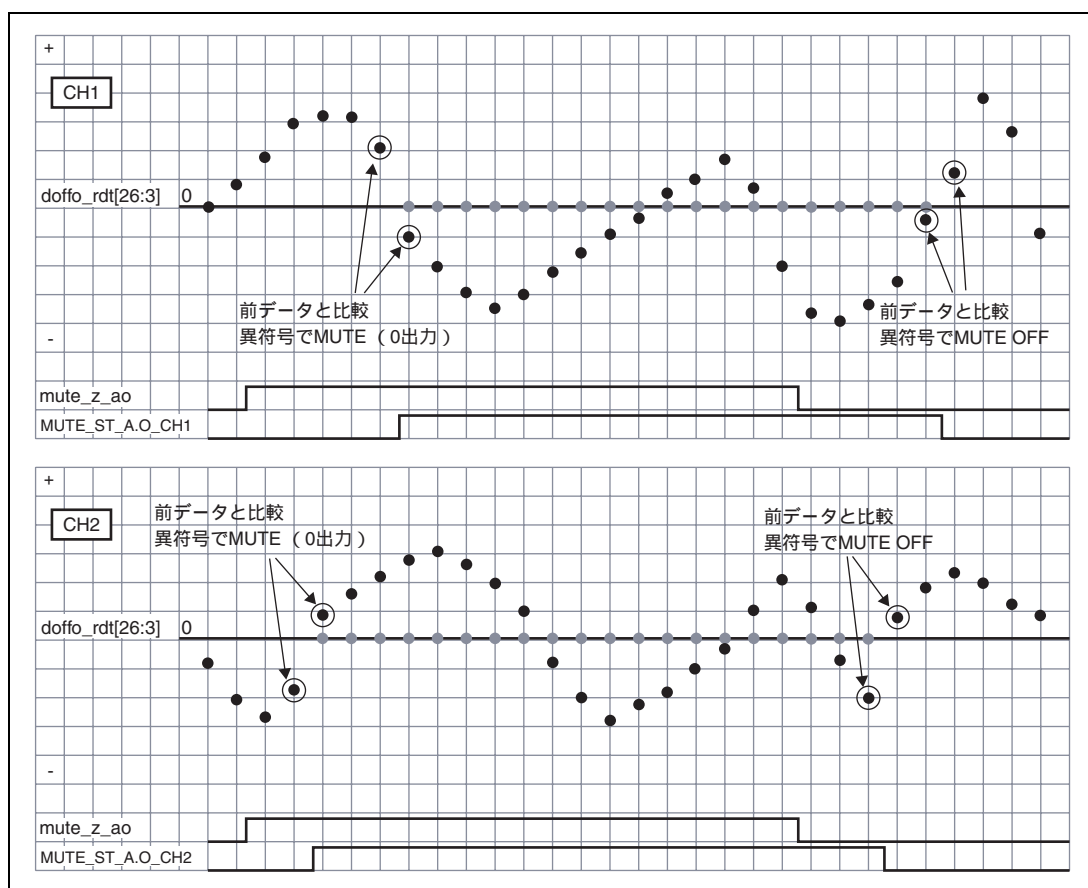 +
CH1
doffo_rdt[26:3] 0
前データと比較
異符号でMUTE（0出力）
前データと比較
異符号でMUTE OFF
-
mute_z_ao
MUTE_ST_A.O_CH1
+
CH2
前データと比較
異符号でMUTE（0出力）
前データと比較
異符号でMUTE OFF
doffo_rdt[26:3] 0
-
mute_z_ao
MUTE_ST_A.O_CH2